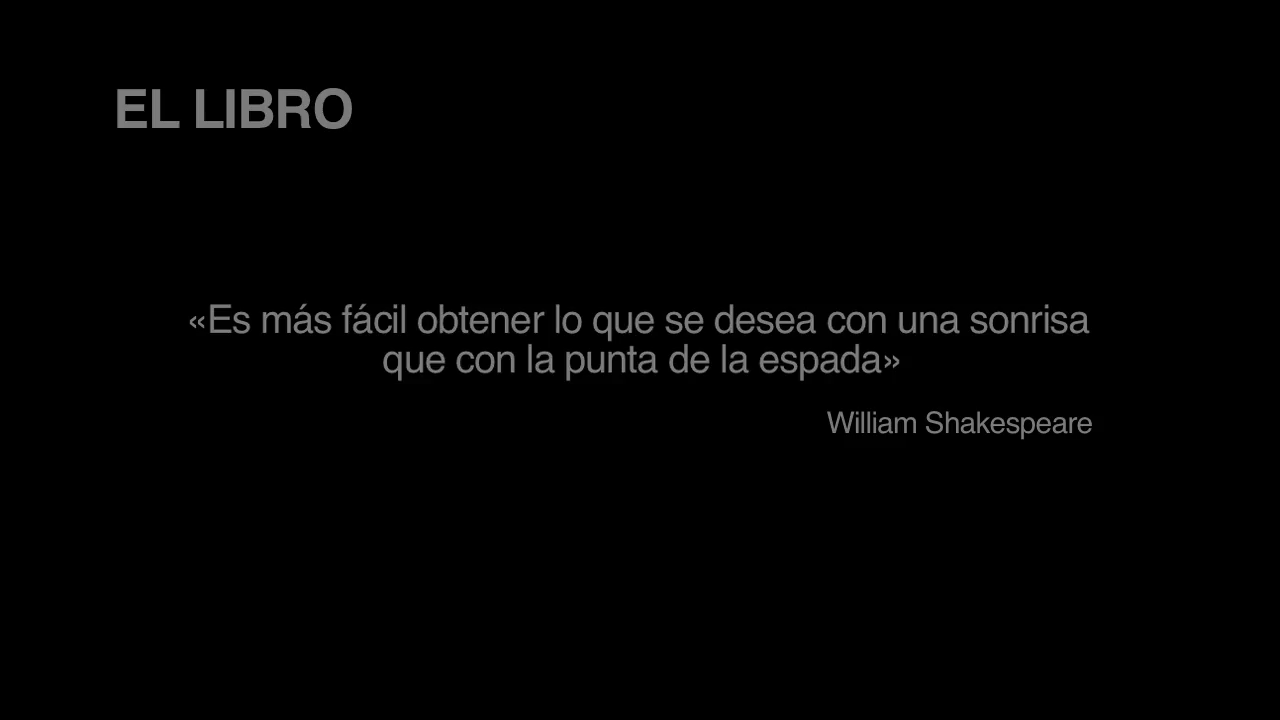 EL LIBRO
«Es más fácil obtener lo que se desea con una sonrisa
que con la punta de la espada»
William Shakespeare